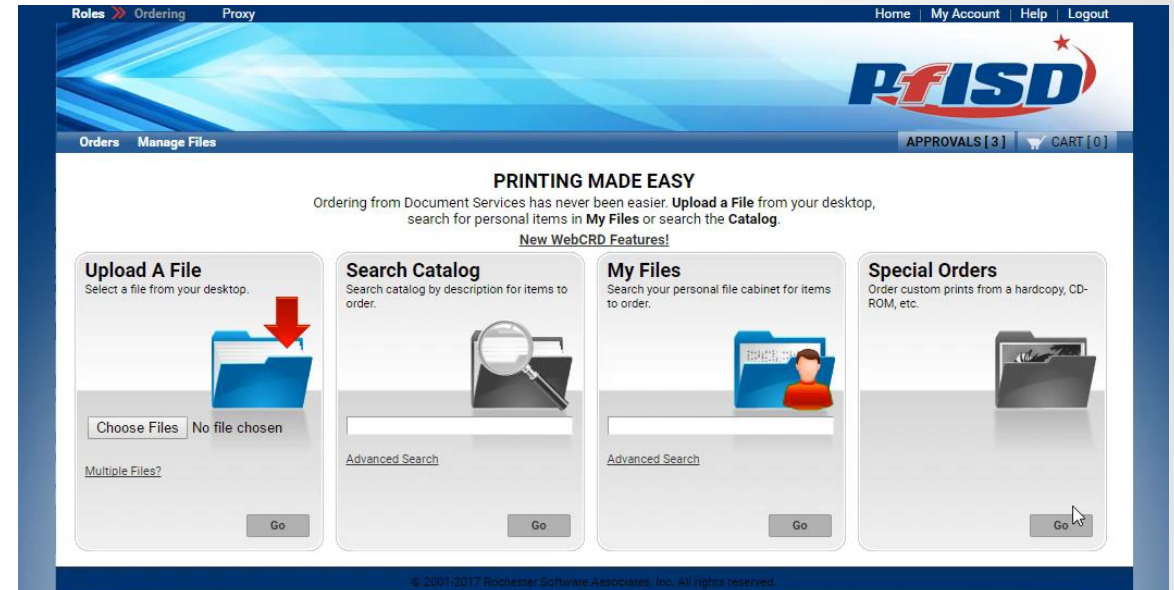 Roles » Ordering Proxy
Home | My Account | Help | Logout
PfISD
Orders Manage Files
APPROVALS [ 3 ] CART [ 0 ]
PRINTING MADE EASY
Ordering from Document Services has never been easier. Upload a File from your desktop,
search for personal items in My Files or search the Catalog.
New WebCRD Features!
Upload A File
Select a file from your desktop.
Choose Files No file chosen
Multiple Files?
Go
Search Catalog
Search catalog by description for items to
order.
Advanced Search
Go
My Files
Search your personal file cabinet for items
to order.
Advanced Search
Go
Special Orders
Order custom prints from a hardcopy, CD-
ROM, etc.
Go
© 2001-2017 Rochester Software Associates, Inc. All rights reserved.